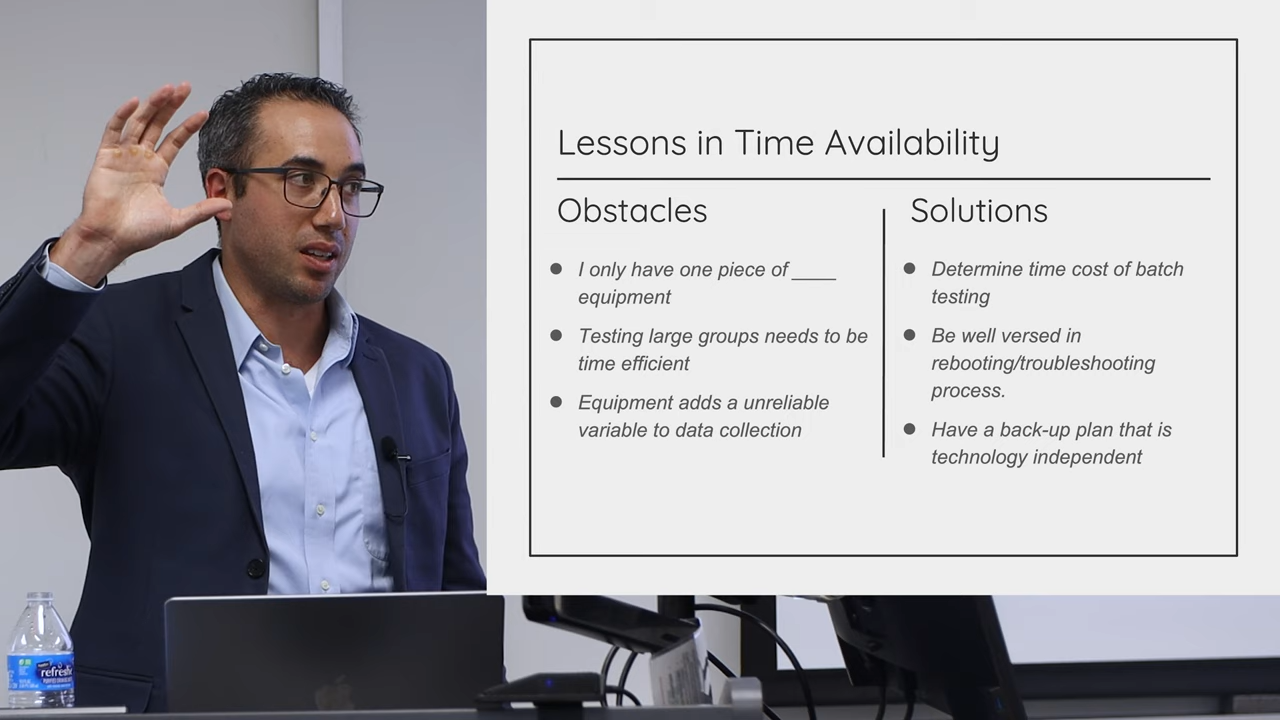 Lessons in Time Availability
Obstacles
I only have one piece of ____
equipment
Testing large groups needs to be
time efficient
Equipment adds a unreliable
variable to data collection
Solutions
Determine time cost of batch
testing
Be well versed in
rebooting/troubleshooting
process.
Have a back-up plan that is
technology independent
refresh